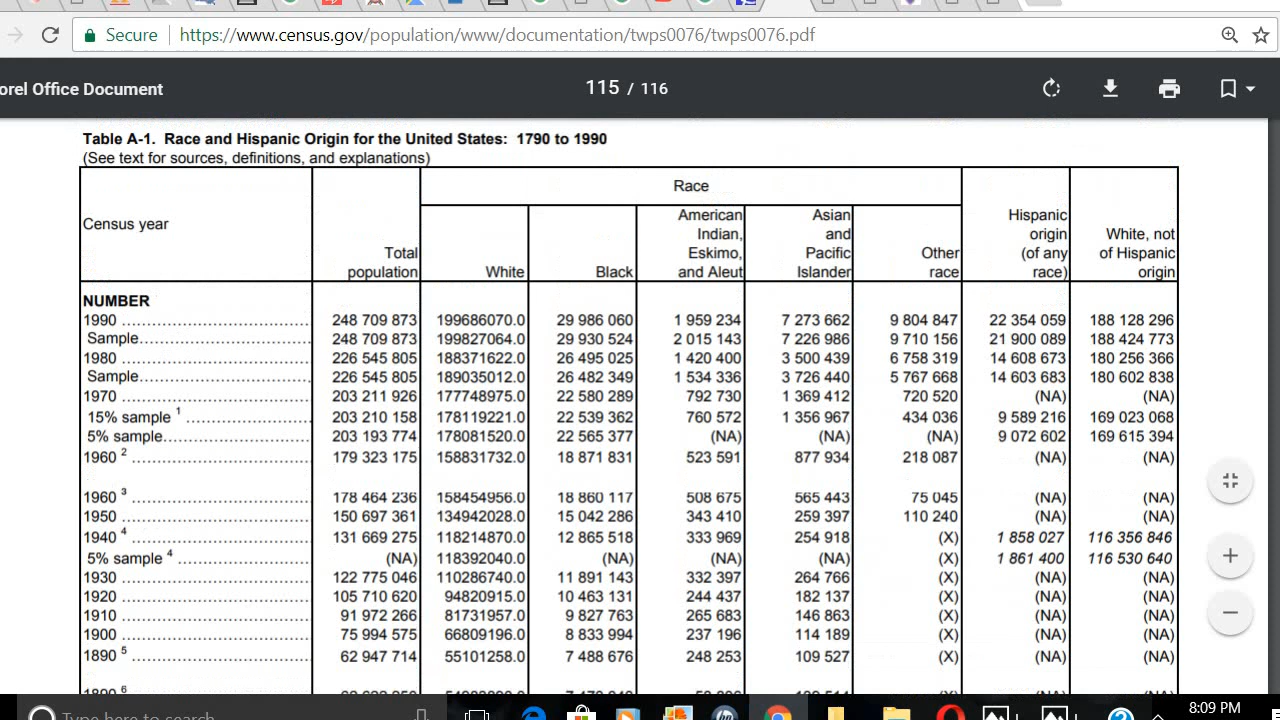 Secure https://www.census.gov/population/www/documentation/twps0076/twps0076.pdf
orel Office Document 115 / 116
Table A-1. Race and Hispanic Origin for the United States: 1790 to 1990
(See text for sources, definitions, and explanations)
Census year
Total population
Race
White
Black
American Indian, Eskimo, and Aleut
Asian and Pacific Islander
Other race
Hispanic origin (of any race)
White, not of Hispanic origin
NUMBER
1990 248 709 873 199686070.0 29 986 060 1 959 234 7 273 662 9 804 847 22 354 059 188 128 296
Sample 248 709 873 199827064.0 29 930 524 2 015 143 7 226 986 9 710 156 21 900 089 188 424 773
1980 226 545 805 188371622.0 26 495 025 1 420 400 3 500 439 6 758 319 14 608 673 180 256 366
Sample 226 545 805 189035012.0 26 482 349 1 534 336 3 726 440 5 767 668 14 603 683 180 602 838
1970 203 211 926 177748975.0 22 580 289 792 730 1 369 412 720 520 (NA) (NA)
15% sample 1 203 210 158 178119221.0 22 539 362 760 572 1 356 967 434 036 9 589 216 169 023 068
5% sample 203 193 774 178081520.0 22 565 377 (NA) (NA) (NA) 9 072 602 169 615 394
1960 2 179 323 175 158831732.0 18 871 831 523 591 877 934 218 087 (NA) (NA)
1960 3 178 464 236 158454956.0 18 860 117 508 675 565 443 75 045 (NA) (NA)
1950 150 697 361 134942028.0 15 042 286 343 410 259 397 110 240 (NA) (NA)
1940 4 131 669 275 118214870.0 12 865 518 333 969 254 918 (X) 1 858 027 116 356 846
5% sample 4 (NA) 118392040.0 (NA) (NA) (NA) (X) 1 861 400 116 530 640
1930 122 775 046 110286740.0 11 891 143 332 397 264 766 (X) (NA) (NA)
1920 105 710 620 94820915.0 10 463 131 244 437 182 137 (X) (NA) (NA)
1910 91 972 266 81731957.0 9 827 763 265 683 146 863 (X) (NA) (NA)
1900 75 994 575 66809196.0 8 833 994 237 196 114 189 (X) (NA) (NA)
1890 5 62 947 714 55101258.0 7 488 676 248 253 109 527 (X) (NA) (NA)
Type here to search
8:09 PM